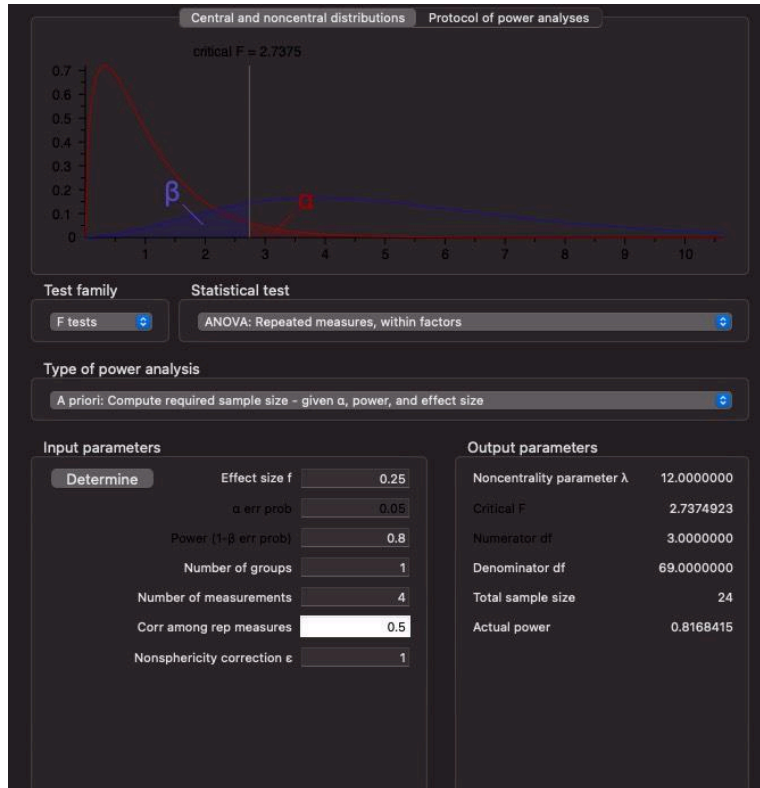 Central and noncentral distributions Protocol of power analyses
critical F = 2.7375
0.7
0.6
0.5
0.4
0.3
0.2
0.1
0
β
α
1 2 3 4 5 6 7 8 9 10
Test family Statistical test
F tests ANOVA: Repeated measures, within factors
Type of power analysis
A priori: Compute required sample size - given α, power, and effect size
Input parameters Output parameters
Determine Effect size f 0.25 Noncentrality parameter λ 12.0000000
α err prob 0.05 Critical F 2.7374923
Power (1-β err prob) 0.8 Numerator df 3.0000000
Number of groups 1 Denominator df 69.0000000
Number of measurements 4 Total sample size 24
Corr among rep measures 0.5 Actual power 0.8168415
Nonsphericity correction ε 1